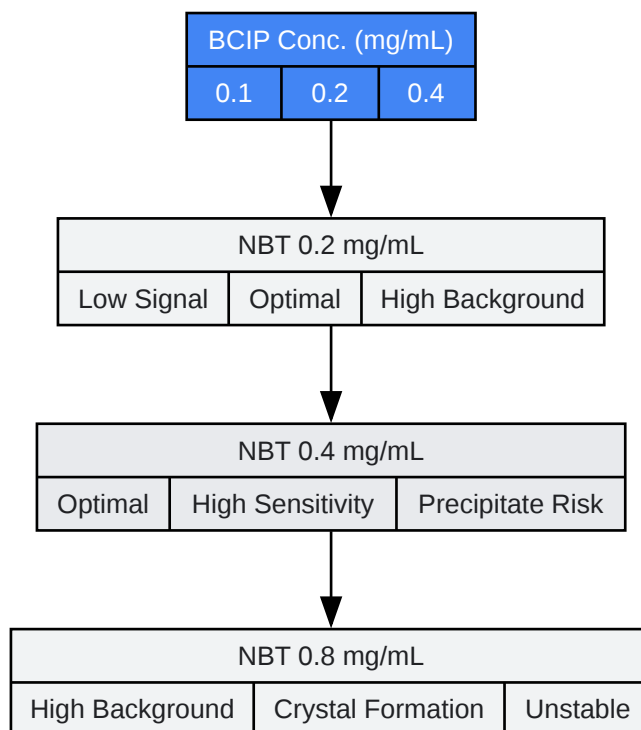 BCIP Conc. (mg/mL)
0.1 0.2 0.4
NBT 0.2 mg/mL
Low Signal Optimal High Background
NBT 0.4 mg/mL
Optimal High Sensitivity Precipitate Risk
NBT 0.8 mg/mL
High Background Crystal Formation Unstable